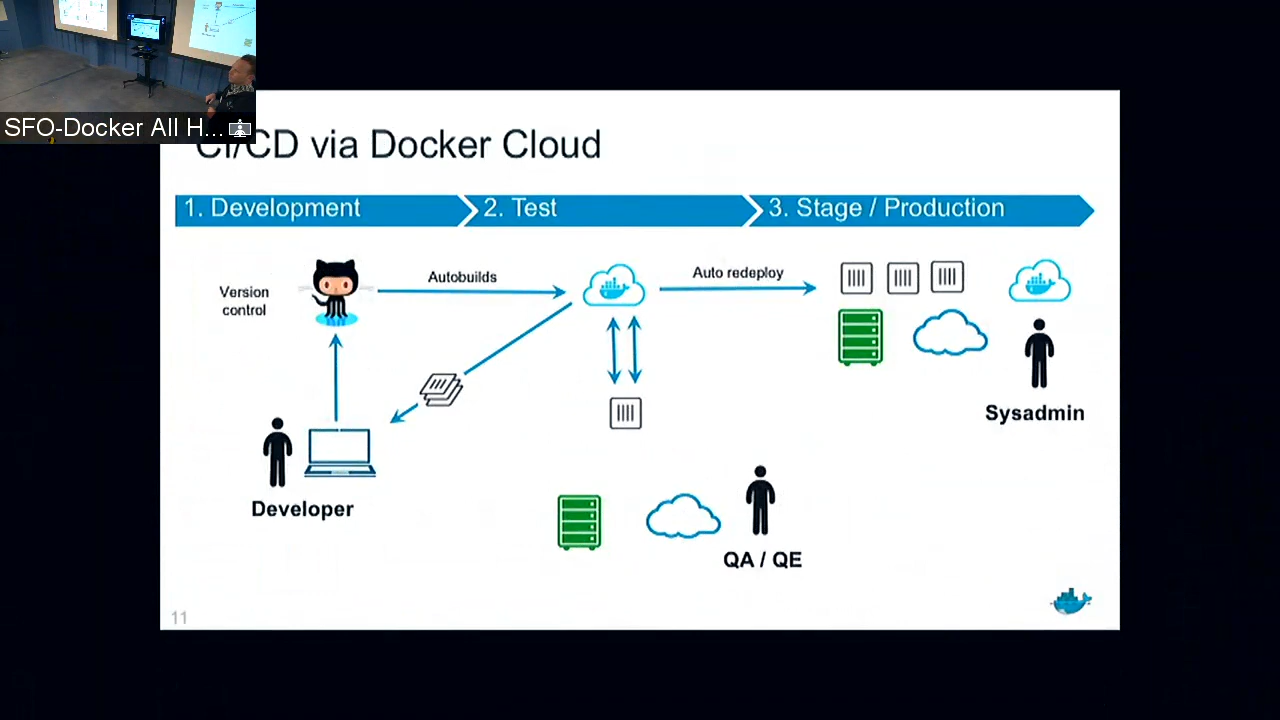 SFO-Docker All H...
CI/CD via Docker Cloud
1. Development
2. Test
3. Stage / Production
Version
control
Autobuilds
Auto redeploy
Sysadmin
Developer
QA / QE
11